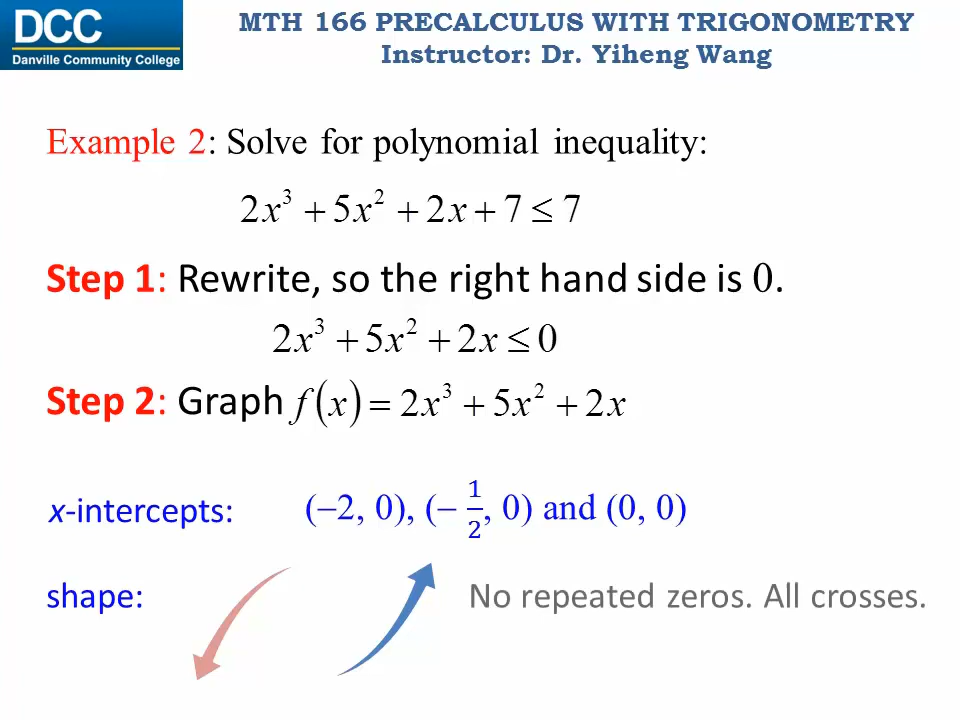 DCC
Danville Community College
MTH 166 PRECALCULUS WITH TRIGONOMETRY
Instructor: Dr. Yiheng Wang
Example 2: Solve for polynomial inequality:
2x³ + 5x² + 2x + 7 ≤ 7
Step 1: Rewrite, so the right hand side is 0.
2x³ + 5x² + 2x ≤ 0
Step 2: Graph f(x) = 2x³ + 5x² + 2x
x-intercepts: (−2, 0), (− 1/2, 0) and (0, 0)
shape: No repeated zeros. All crosses.